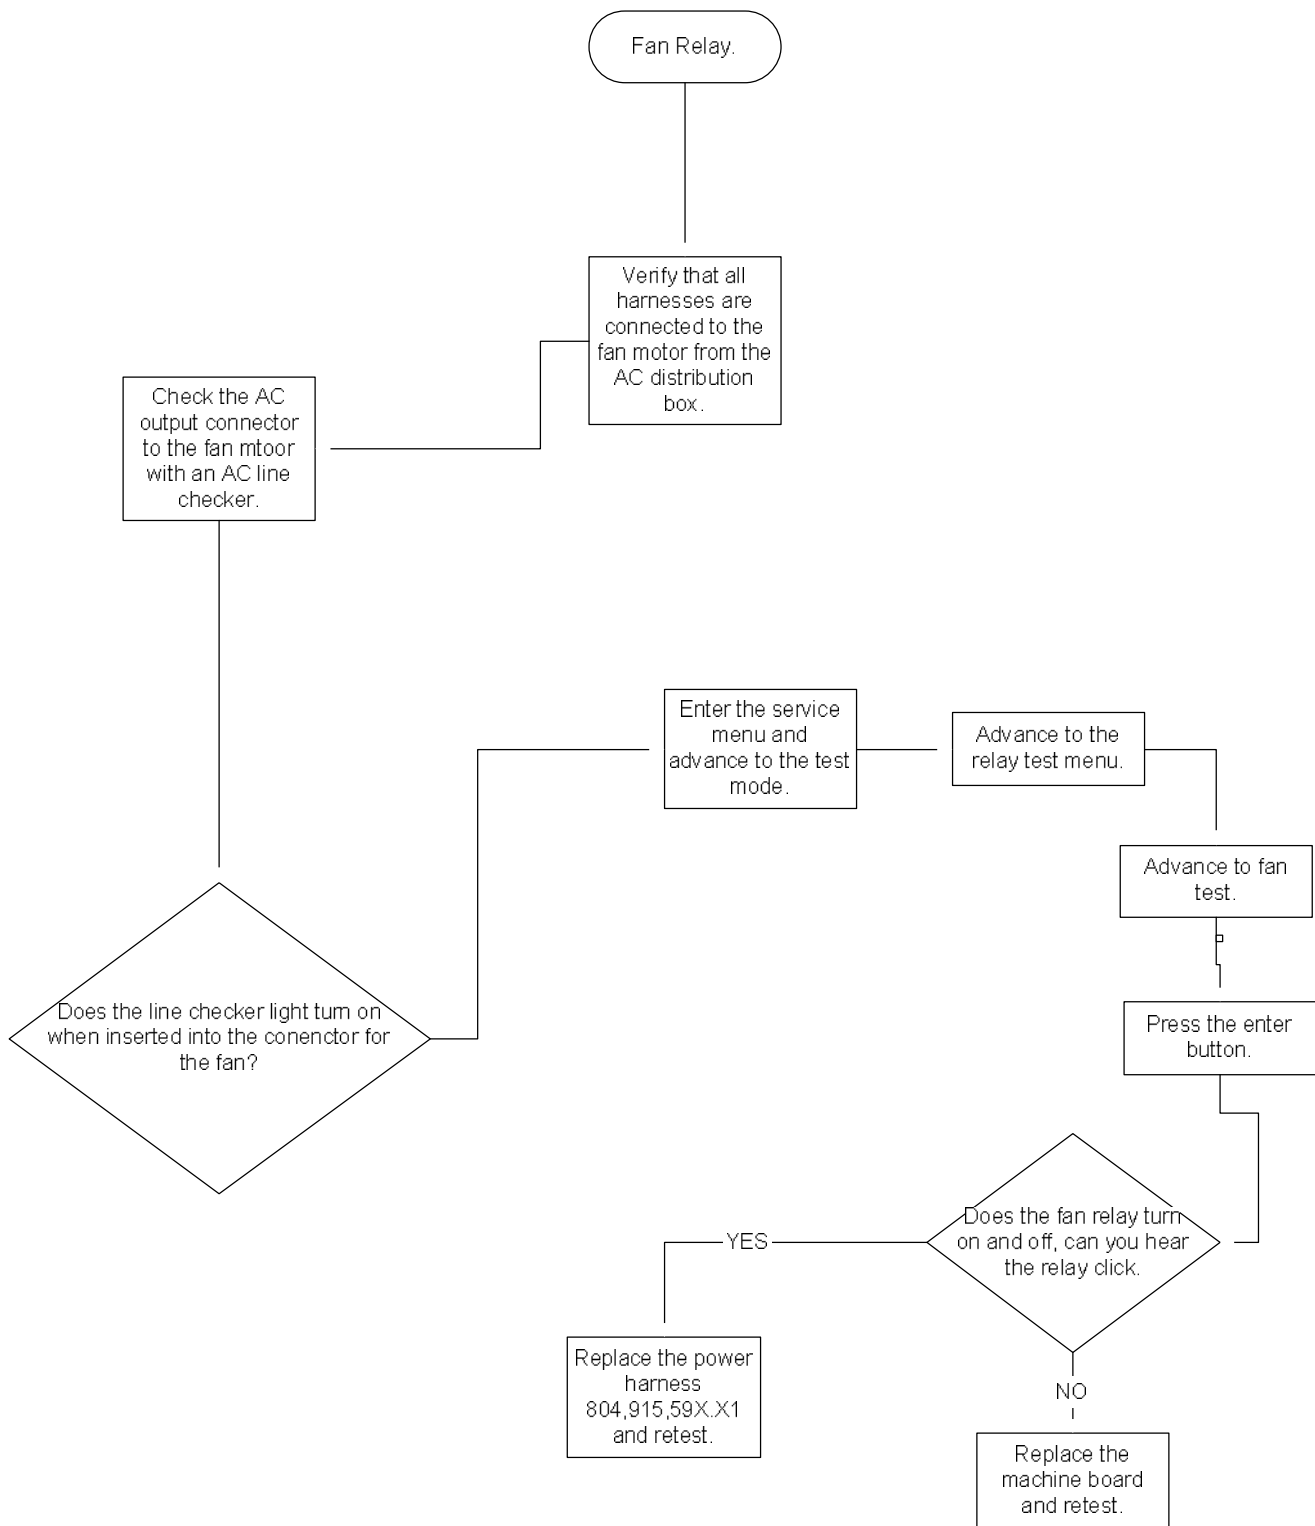 Fan Relay.
Verify that all
harnesses are
connected to the
fan motor from the
AC distribution
box.
Check the AC
output connector
to the fan mtoor
with an AC line
checker.
Enter the service
menu and
advance to the test
mode.
Advance to the
relay test menu.
Advance to fan
test.
Does the line checker light turn on
when inserted into the conenctor for
the fan?
Press the enter
button.
Does the fan relay turn
on and off, can you hear
the relay click.
YES
Replace the power
harness
804,915,59X.X1
and retest.
NO
Replace the
machine board
and retest.